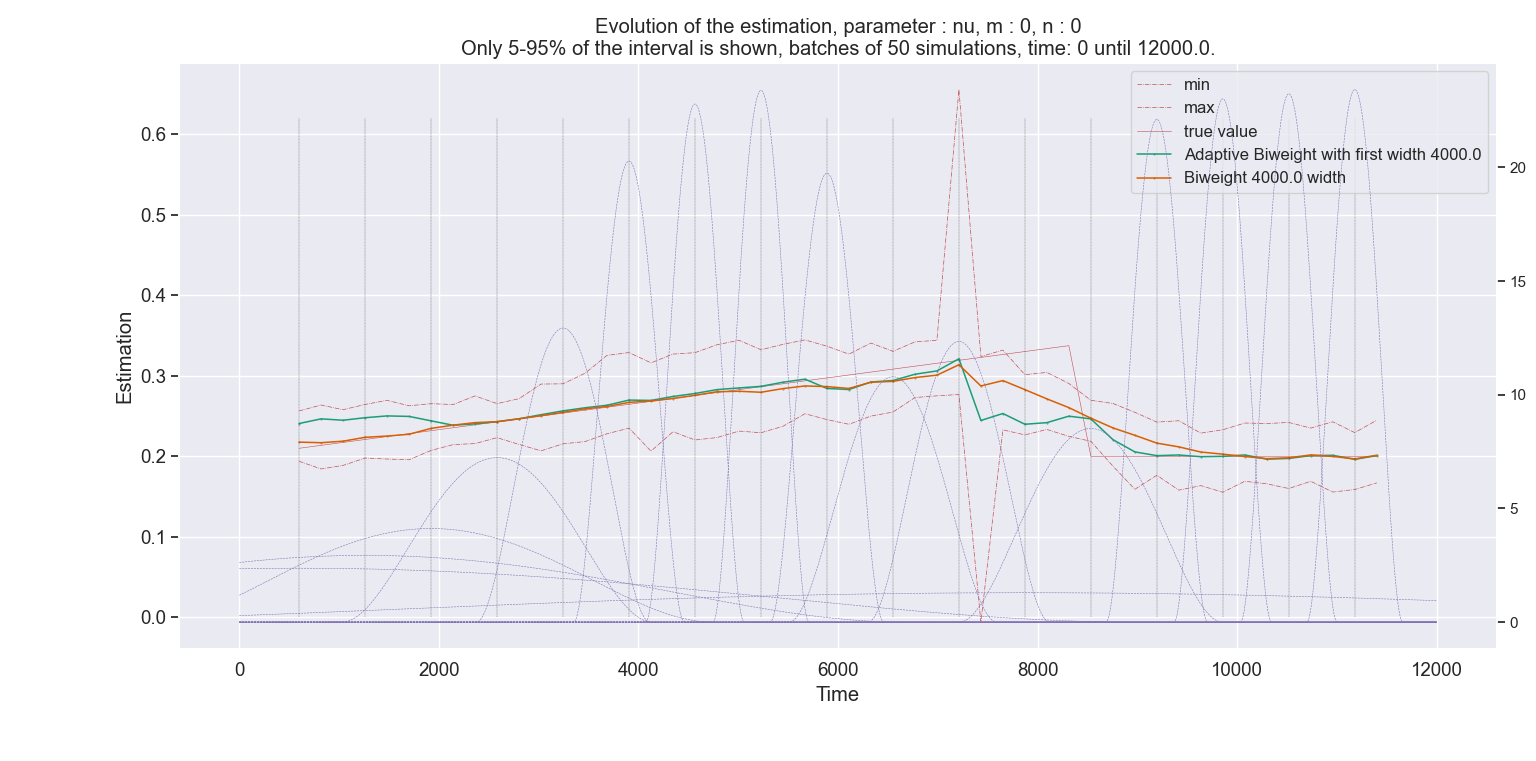 Evolution of the estimation, parameter : nu, m : 0, n : 0
Only 5-95% of the interval is shown, batches of 50 simulations, time: 0 until 12000.0.
min
max
true value
Adaptive Biweight with first width 4000.0
Biweight 4000.0 width
Estimation
0.6
0.5
0.4
0.3
0.2
0.1
0.0
20
15
10
5
0
0
2000
4000
6000
8000
10000
12000
Time